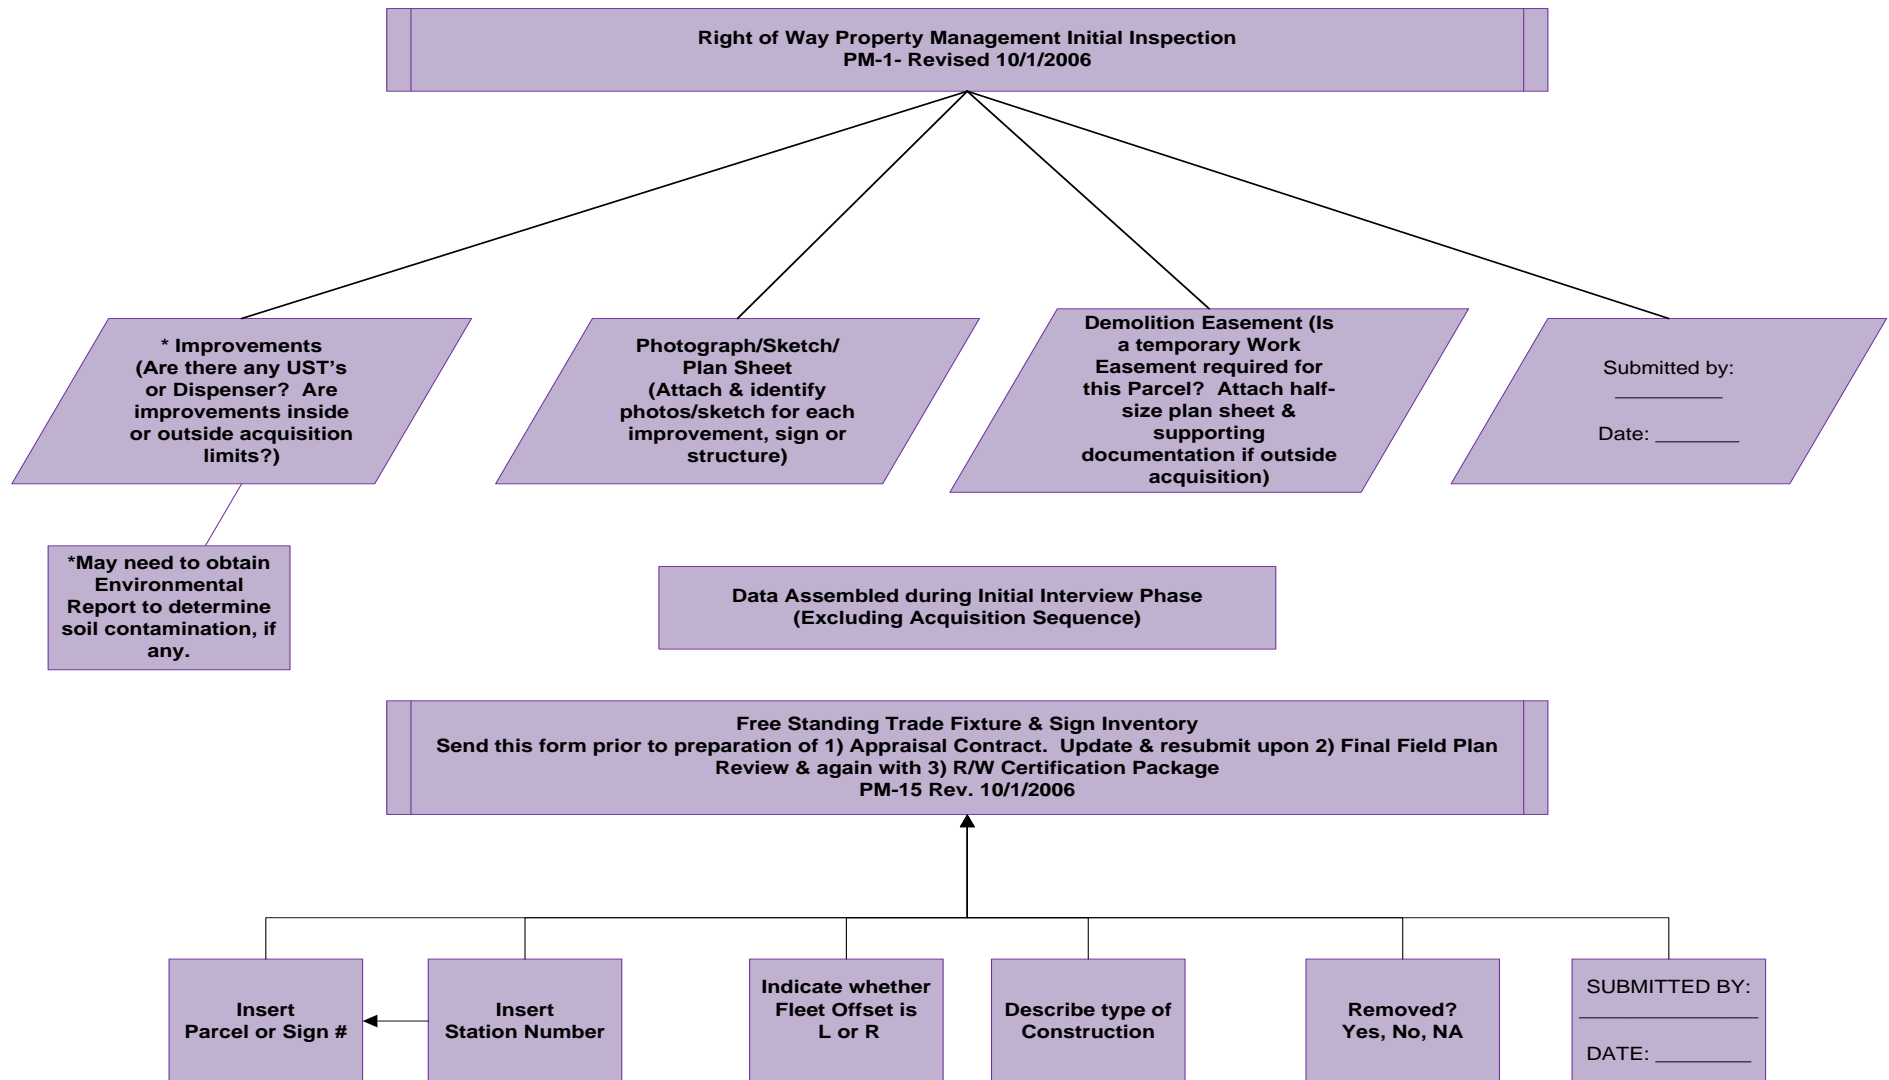 Right of Way Property Management Initial Inspection
PM-1- Revised 10/1/2006
* Improvements
(Are there any UST's
or Dispenser?  Are
improvements inside
or outside acquisition
limits?)
Photograph/Sketch/
Plan Sheet
(Attach & identify
photos/sketch for each
improvement, sign or
structure)
Demolition Easement (Is
a temporary Work
Easement required for
this Parcel?  Attach half-
size plan sheet &
supporting
documentation if outside
acquisition)
Submitted by:
__________
Date: ________
*May need to obtain
Environmental
Report to determine
soil contamination, if
any.
Data Assembled during Initial Interview Phase
(Excluding Acquisition Sequence)
Free Standing Trade Fixture & Sign Inventory
Send this form prior to preparation of 1) Appraisal Contract.  Update & resubmit upon 2) Final Field Plan
Review & again with 3) R/W Certification Package
PM-15 Rev. 10/1/2006
Insert
Parcel or Sign #
Insert
Station Number
Indicate whether
Fleet Offset is
L or R
Describe type of
Construction
Removed?
Yes, No, NA
SUBMITTED BY:
_________________
DATE: _________